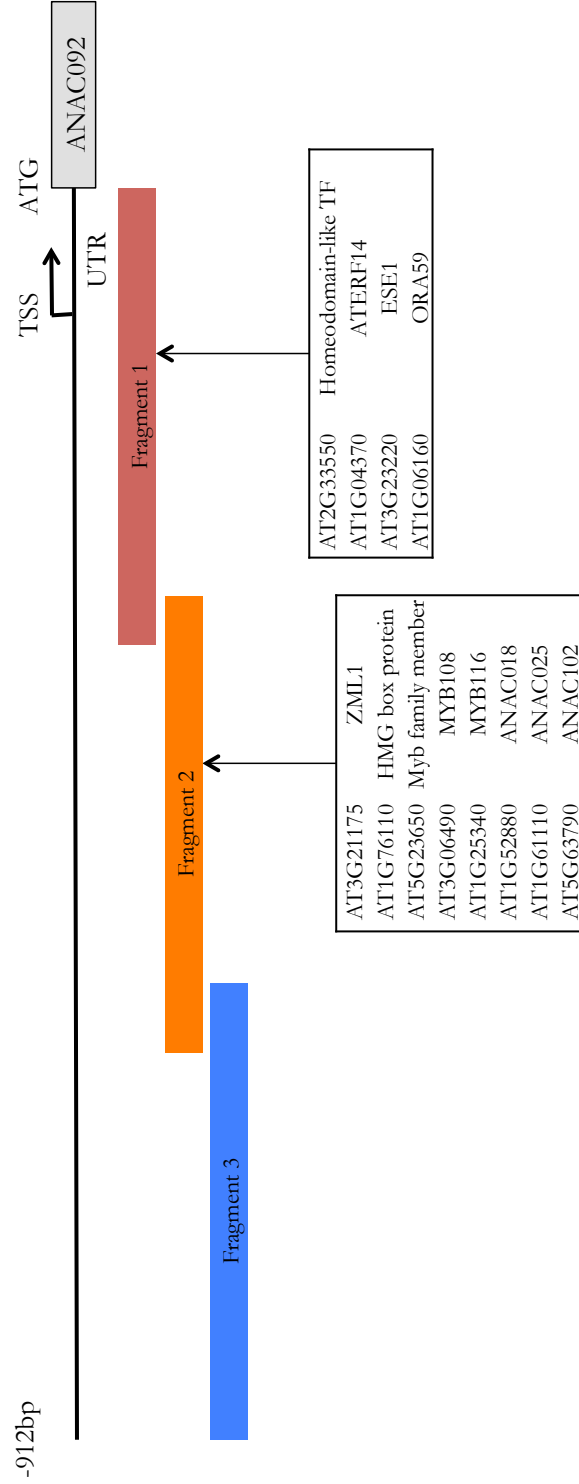 -912bp
TSS
ATG
ANAC092
UTR
Fragment 1
Fragment 2
Fragment 3
AT3G21175 ZML1
AT1G76110 HMG box protein
AT5G23650 Myb family member
AT3G06490 MYB108
AT1G25340 MYB116
AT1G52880 ANAC018
AT1G61110 ANAC025
AT5G63790 ANAC102
AT2G33550 Homeodomain-like TF
AT1G04370 ATERF14
AT3G23220 ESE1
AT1G06160 ORA59